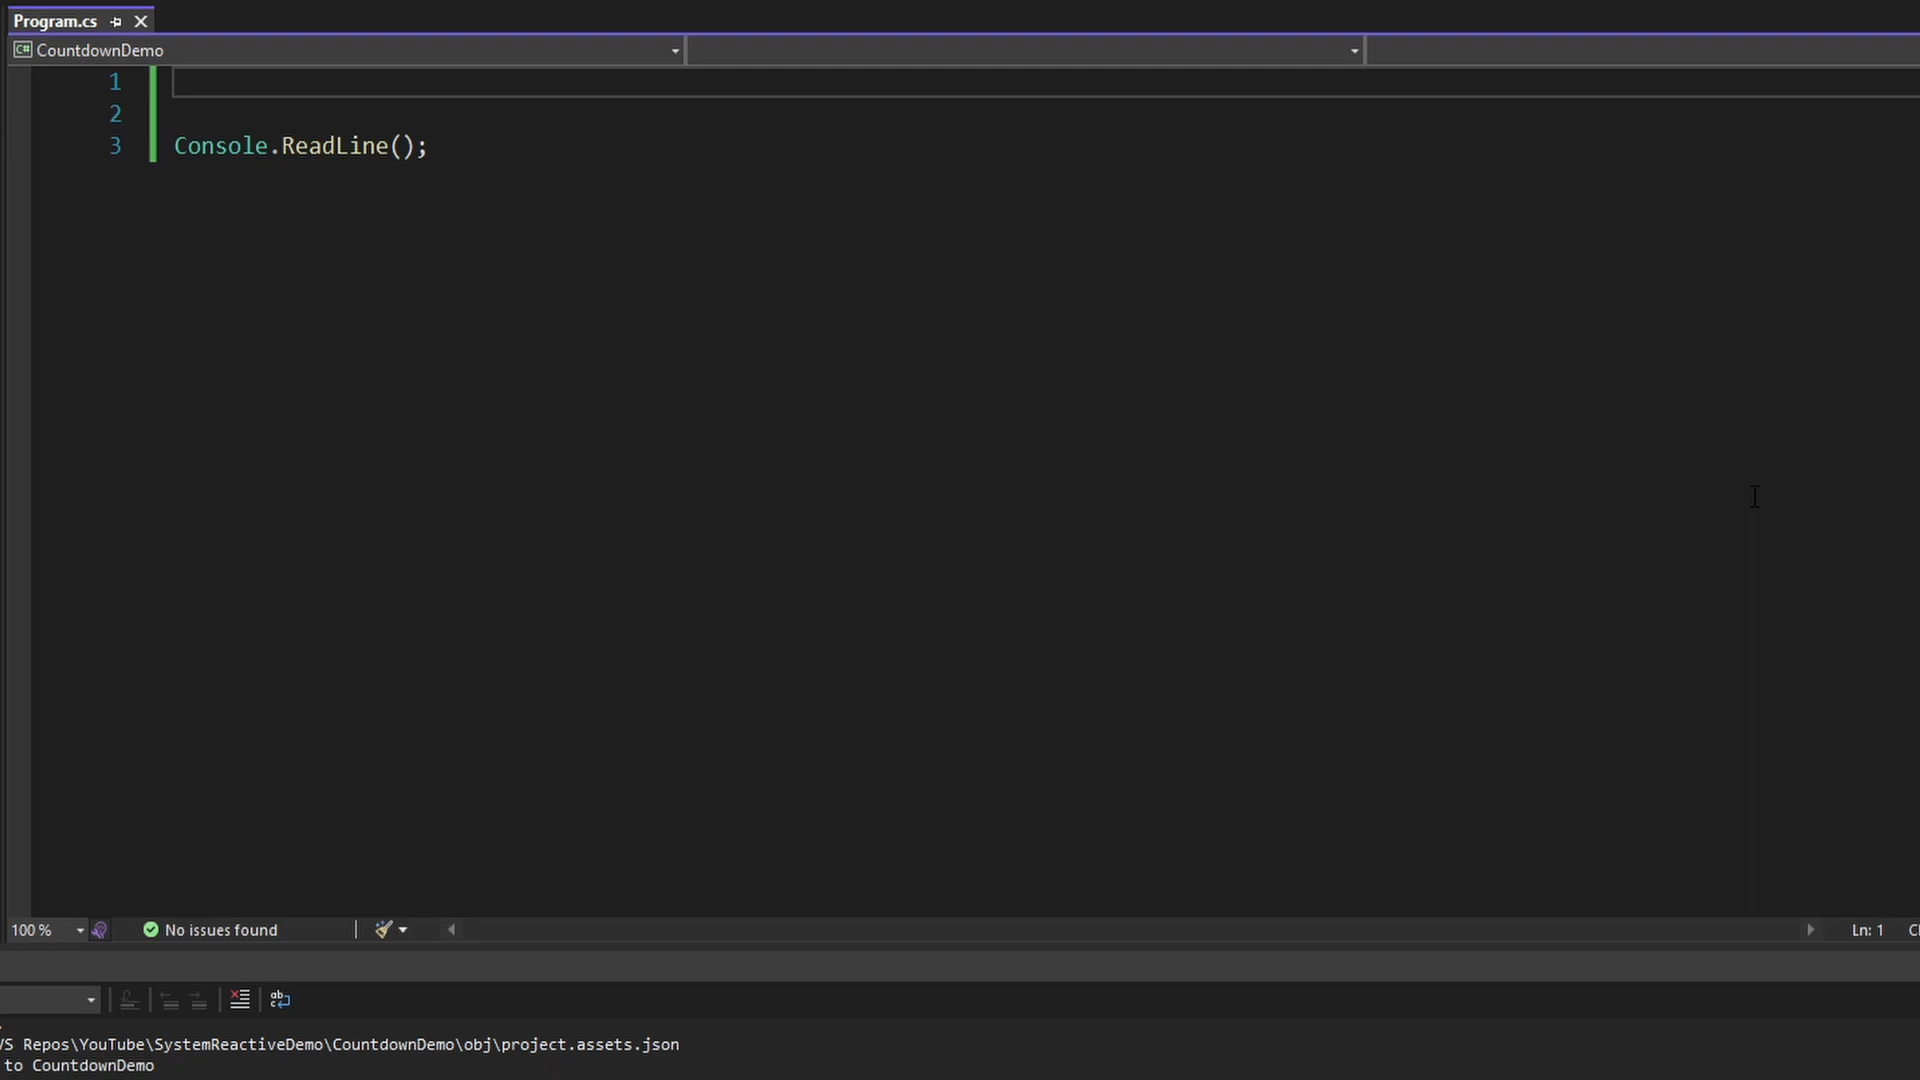 Program.cs
CountdownDemo
1
2
3 Console.ReadLine();
100 % No issues found Ln: 1
VS Repos\YouTube\SystemReactiveDemo\CountdownDemo\obj\project.assets.json
to CountdownDemo